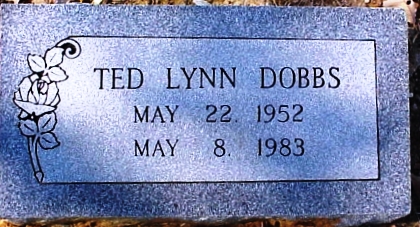 TED LYNN DOBBS
MAY 22, 1952
MAY 8, 1983